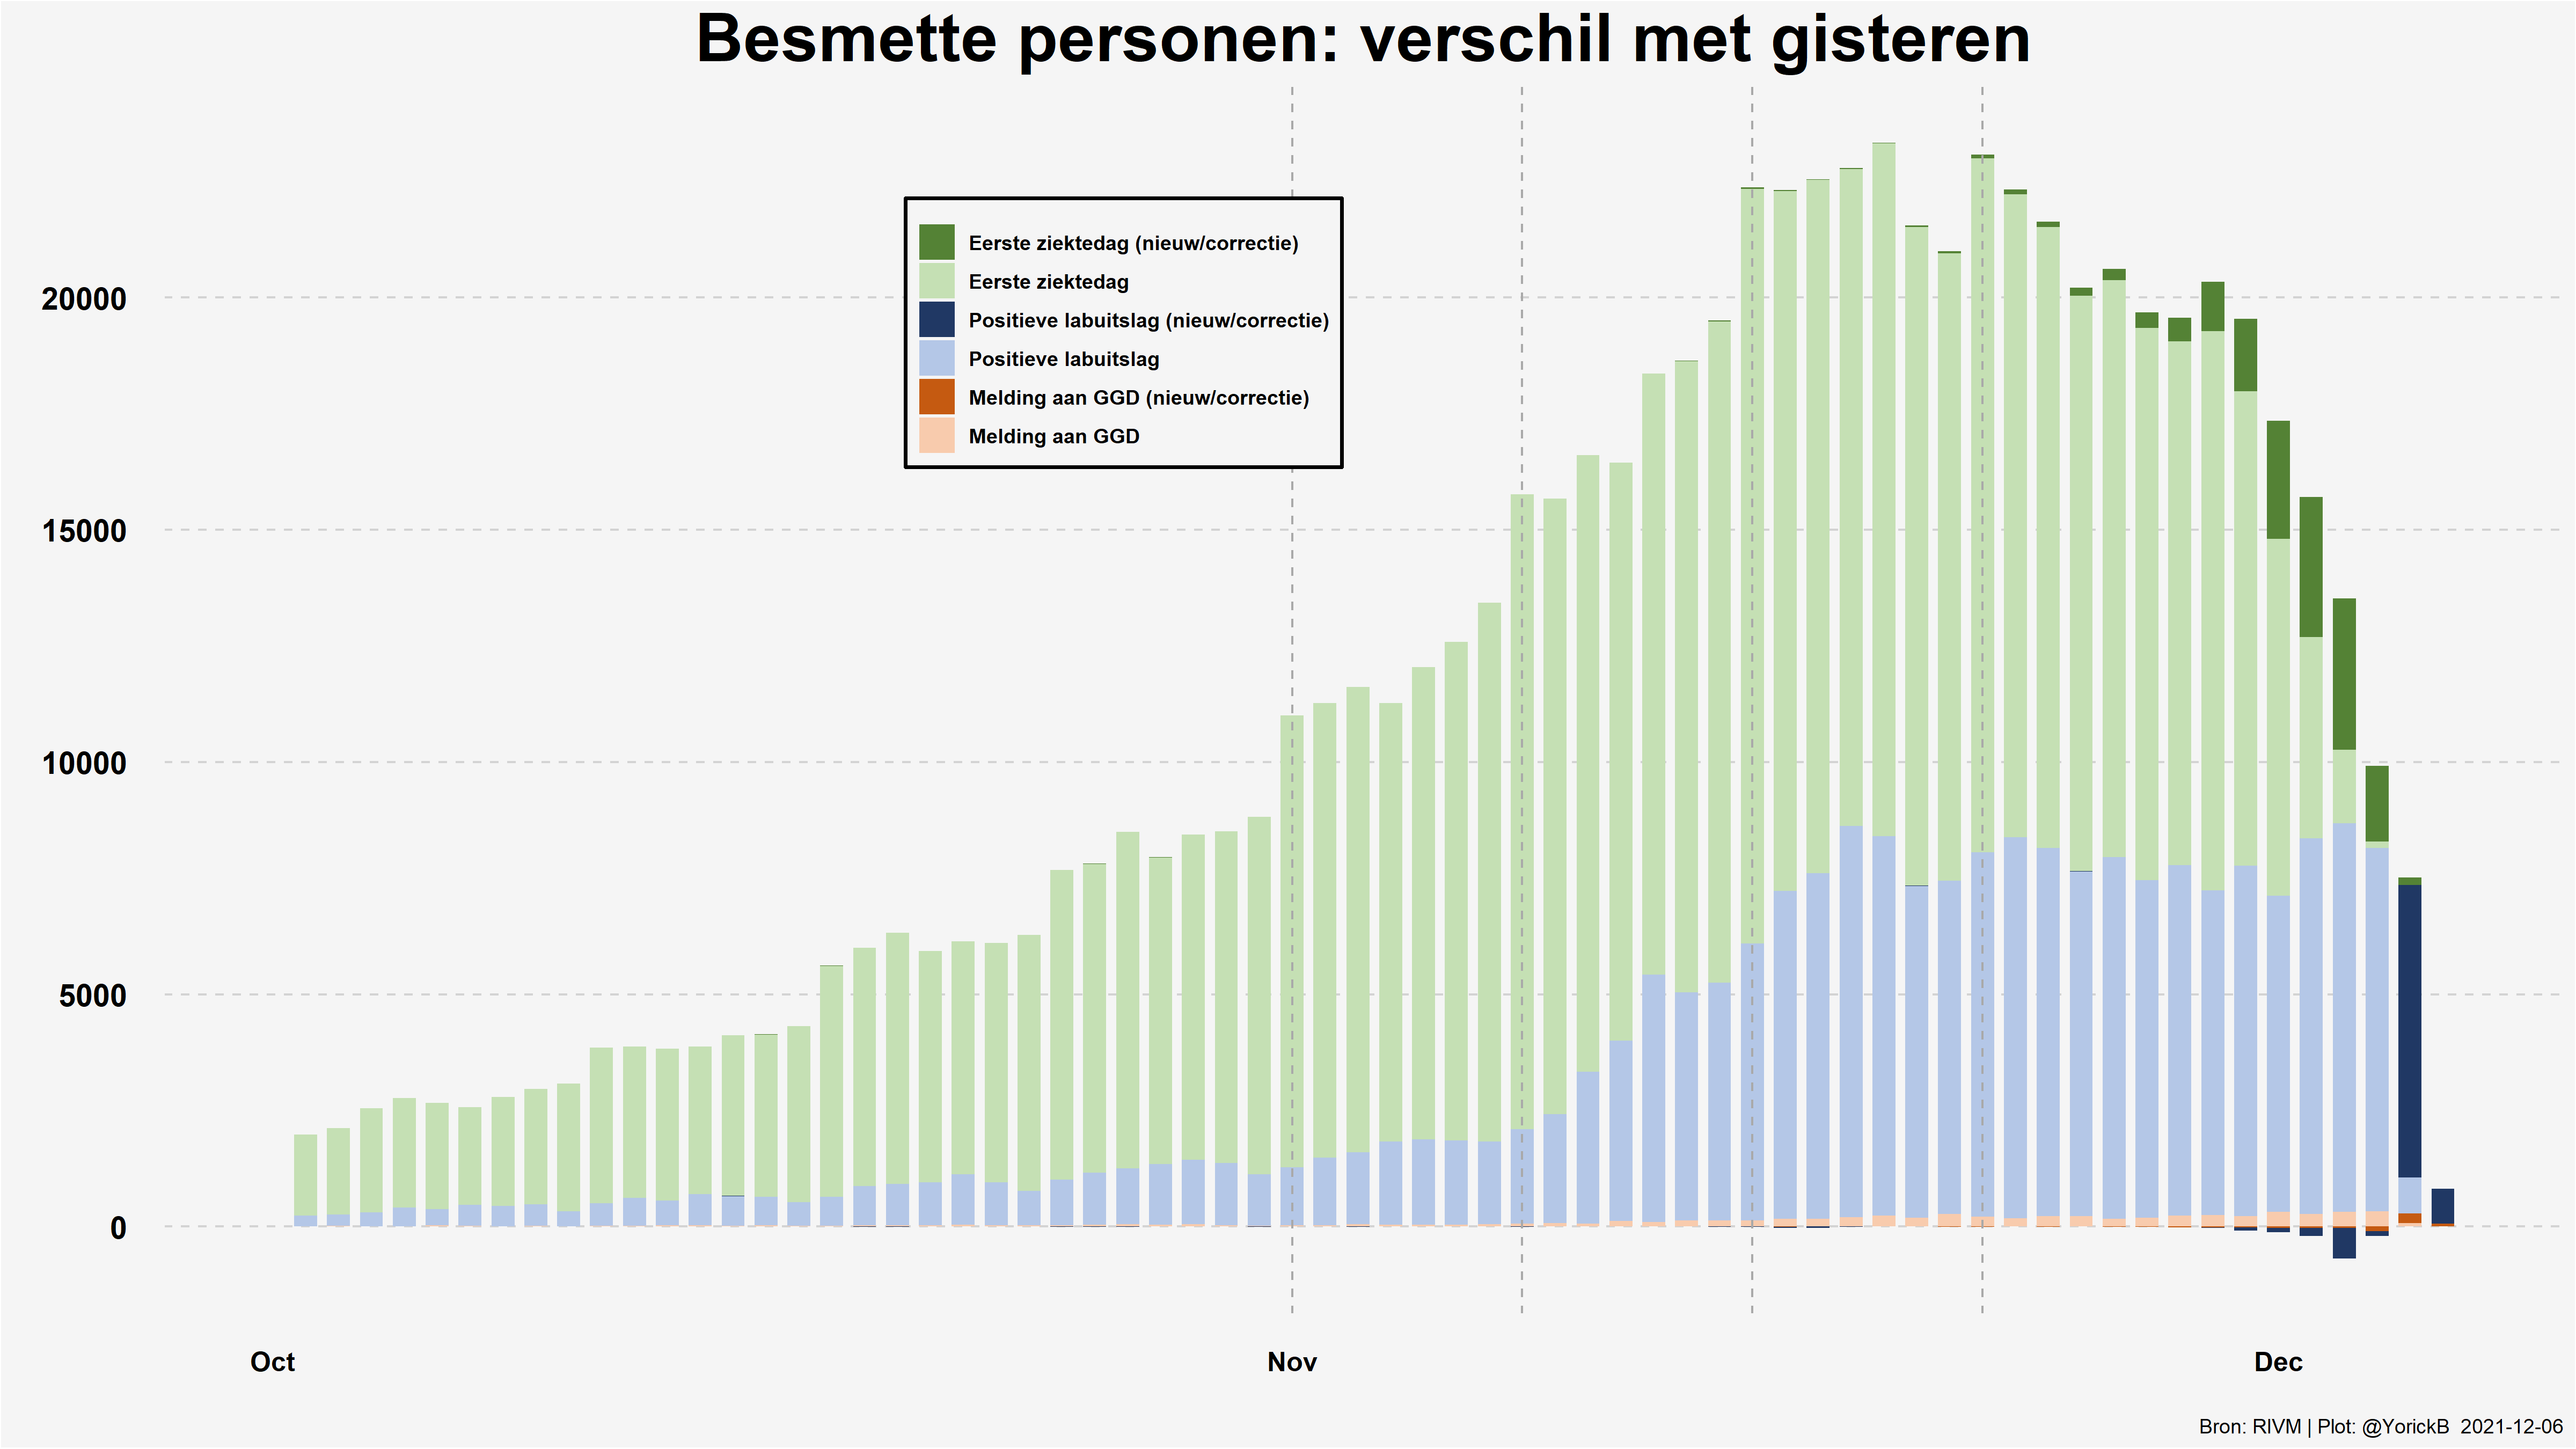 Besmette personen: verschil met gisteren
Eerste ziektedag (nieuw/correctie)
Eerste ziektedag
Positieve labuitslag (nieuw/correctie)
Positieve labuitslag
Melding aan GGD (nieuw/correctie)
Melding aan GGD
20000
15000
10000
5000
0
Oct Nov Dec
Bron: RIVM | Plot: @YorickB 2021-12-06